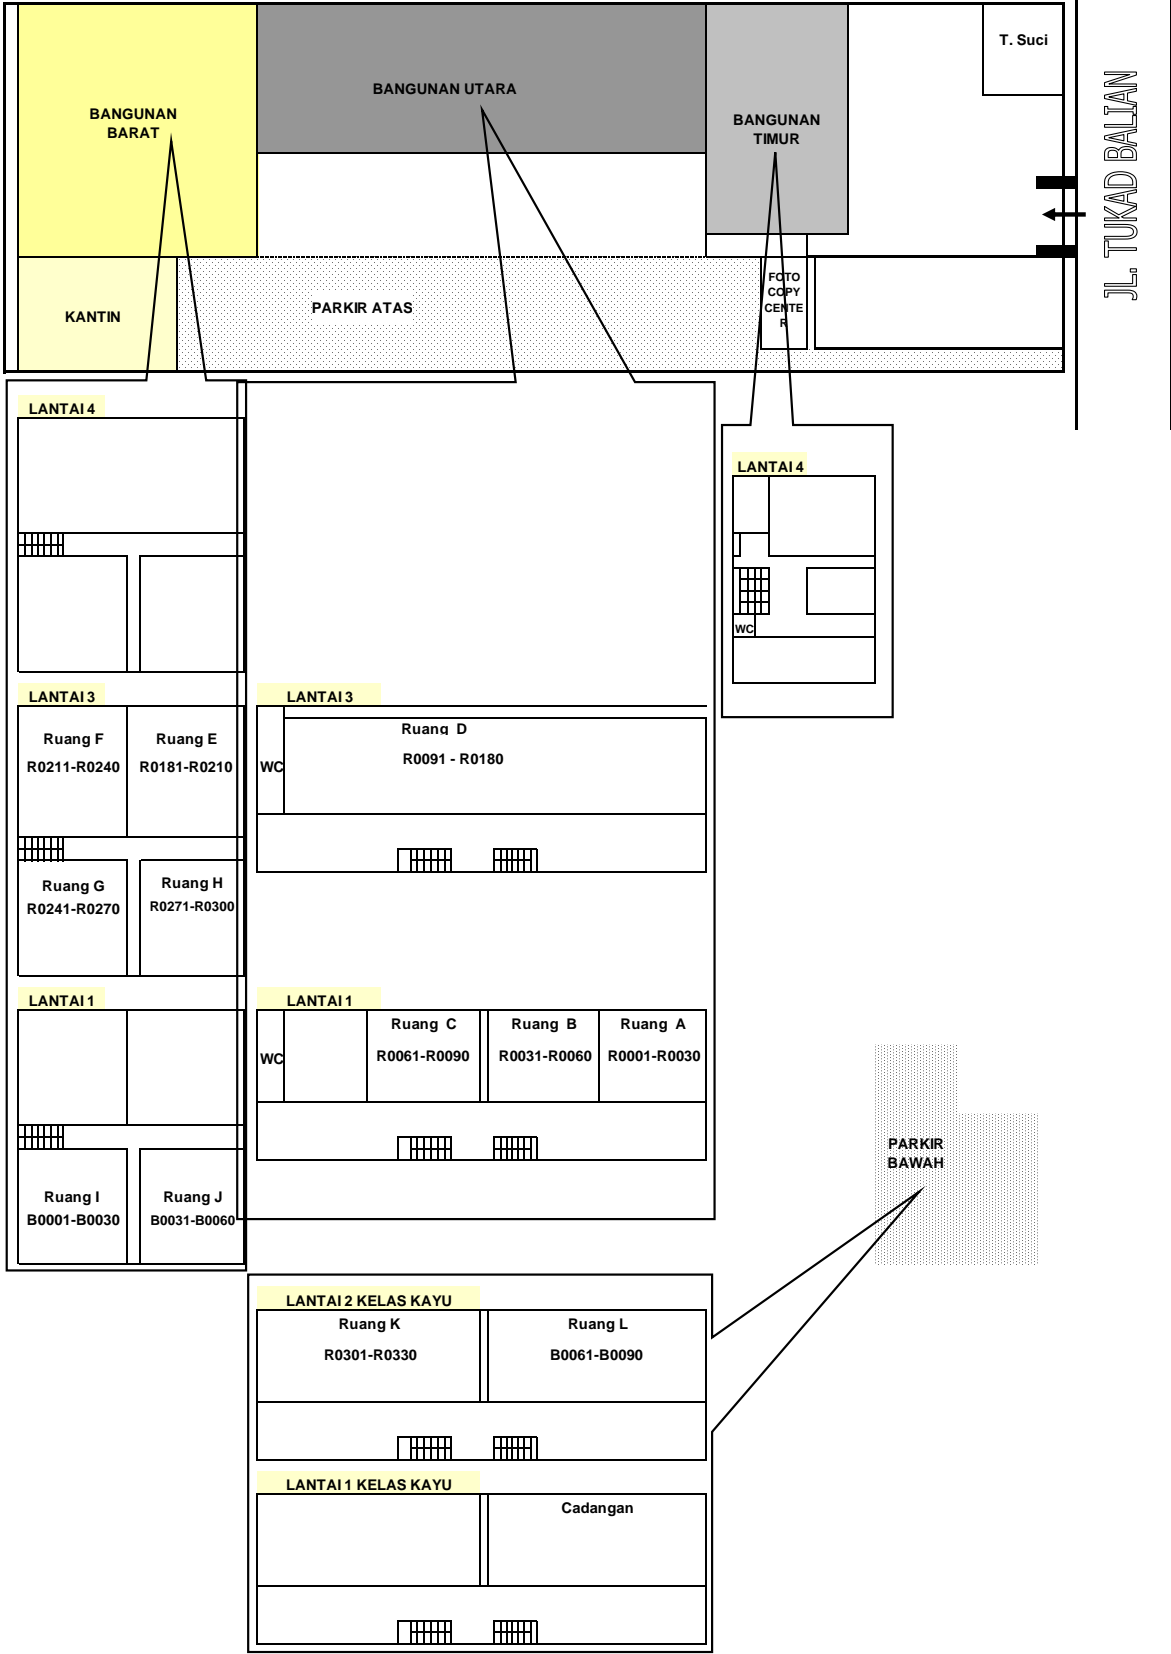 T. Suci
BANGUNAN UTARA
BANGUNAN
BARAT
BANGUNAN
TIMUR
JL. TUKAD BALIAN
FOTO
COPY
CENTE
R
PARKIR ATAS
KANTIN
LANTAI 4
LANTAI 4
WC
LANTAI 3
Ruang F
Ruang E
R0211-R0240
R0181-R0210
Ruang G
Ruang H
R0241-R0270
R0271-R0300
LANTAI 3
Ruang D
R0091 - R0180
WC
LANTAI 1
Ruang I
Ruang J
B0001-B0030
B0031-B0060
LANTAI 1
Ruang C
Ruang B
Ruang A
WC
R0061-R0090
R0031-R0060
R0001-R0030
PARKIR
BAWAH
LANTAI 2 KELAS KAYU
Ruang K
Ruang L
R0301-R0330
B0061-B0090
LANTAI 1 KELAS KAYU
Cadangan